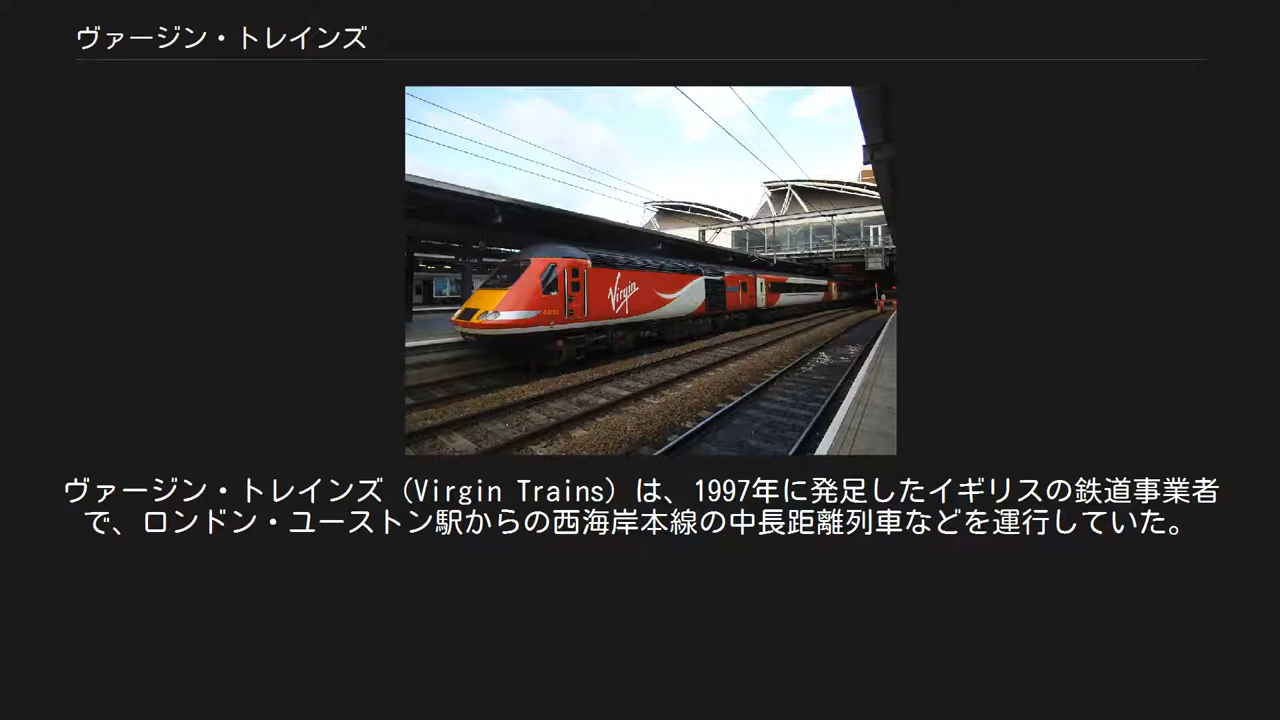 ヴァージン・トレインズ
Virgin
ヴァージン・トレインズ（Virgin Trains）は、1997年に発足したイギリスの鉄道事業者
で、ロンドン・ユーストン駅からの西海岸本線の中長距離列車などを運行していた。